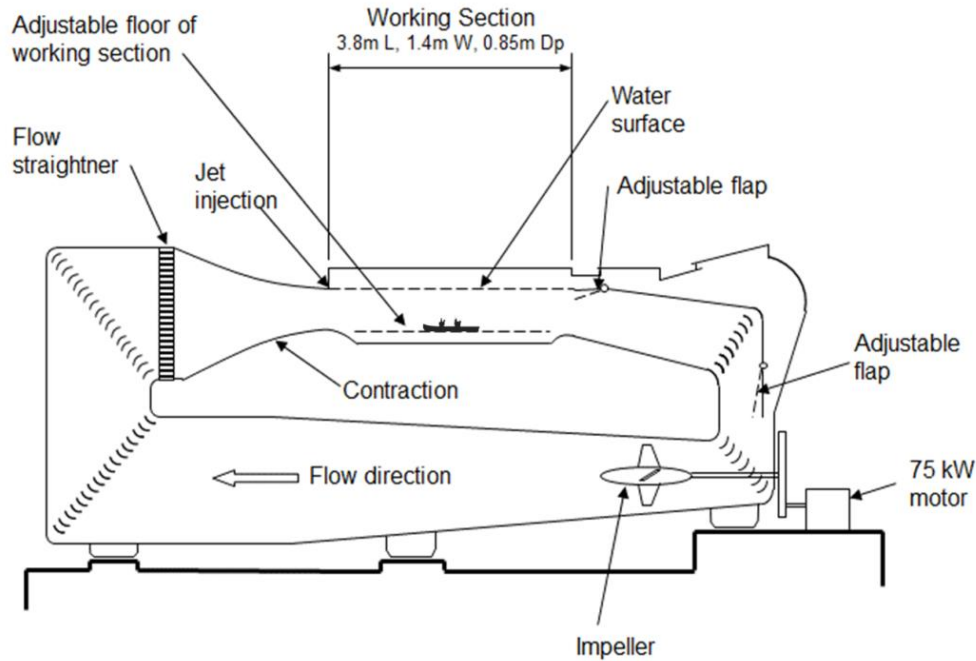 Adjustable floor of
working section
Working Section
3.8m L, 1.4m W, 0.85m Dp
Water
surface
Flow
straightner
Jet
injection
Adjustable flap
Adjustable
flap
Contraction
Flow direction
75 kW
motor
Impeller